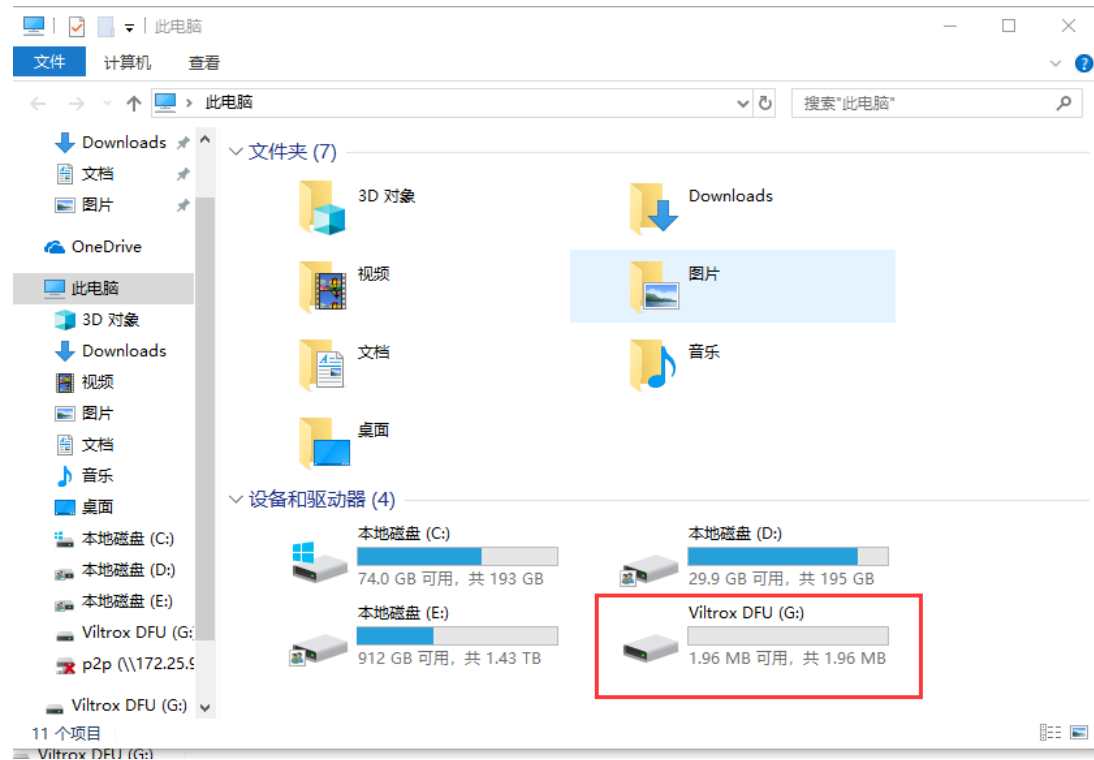 此电脑
文件 计算机 查看
此电脑 搜索"此电脑"
Downloads
文档
图片
OneDrive
此电脑
3D 对象
Downloads
视频
图片
文档
音乐
桌面
本地磁盘 (C:)
本地磁盘 (D:)
本地磁盘 (E:)
Viltrox DFU (G:
p2p (\\172.25.9
Viltrox DFU (G:)
文件夹 (7)
3D 对象
Downloads
视频
图片
文档
音乐
桌面
设备和驱动器 (4)
本地磁盘 (C:)
74.0 GB 可用，共 193 GB
本地磁盘 (D:)
29.9 GB 可用，共 195 GB
本地磁盘 (E:)
912 GB 可用，共 1.43 TB
Viltrox DFU (G:)
1.96 MB 可用，共 1.96 MB
11 个项目
Viltrox DFU (G:)